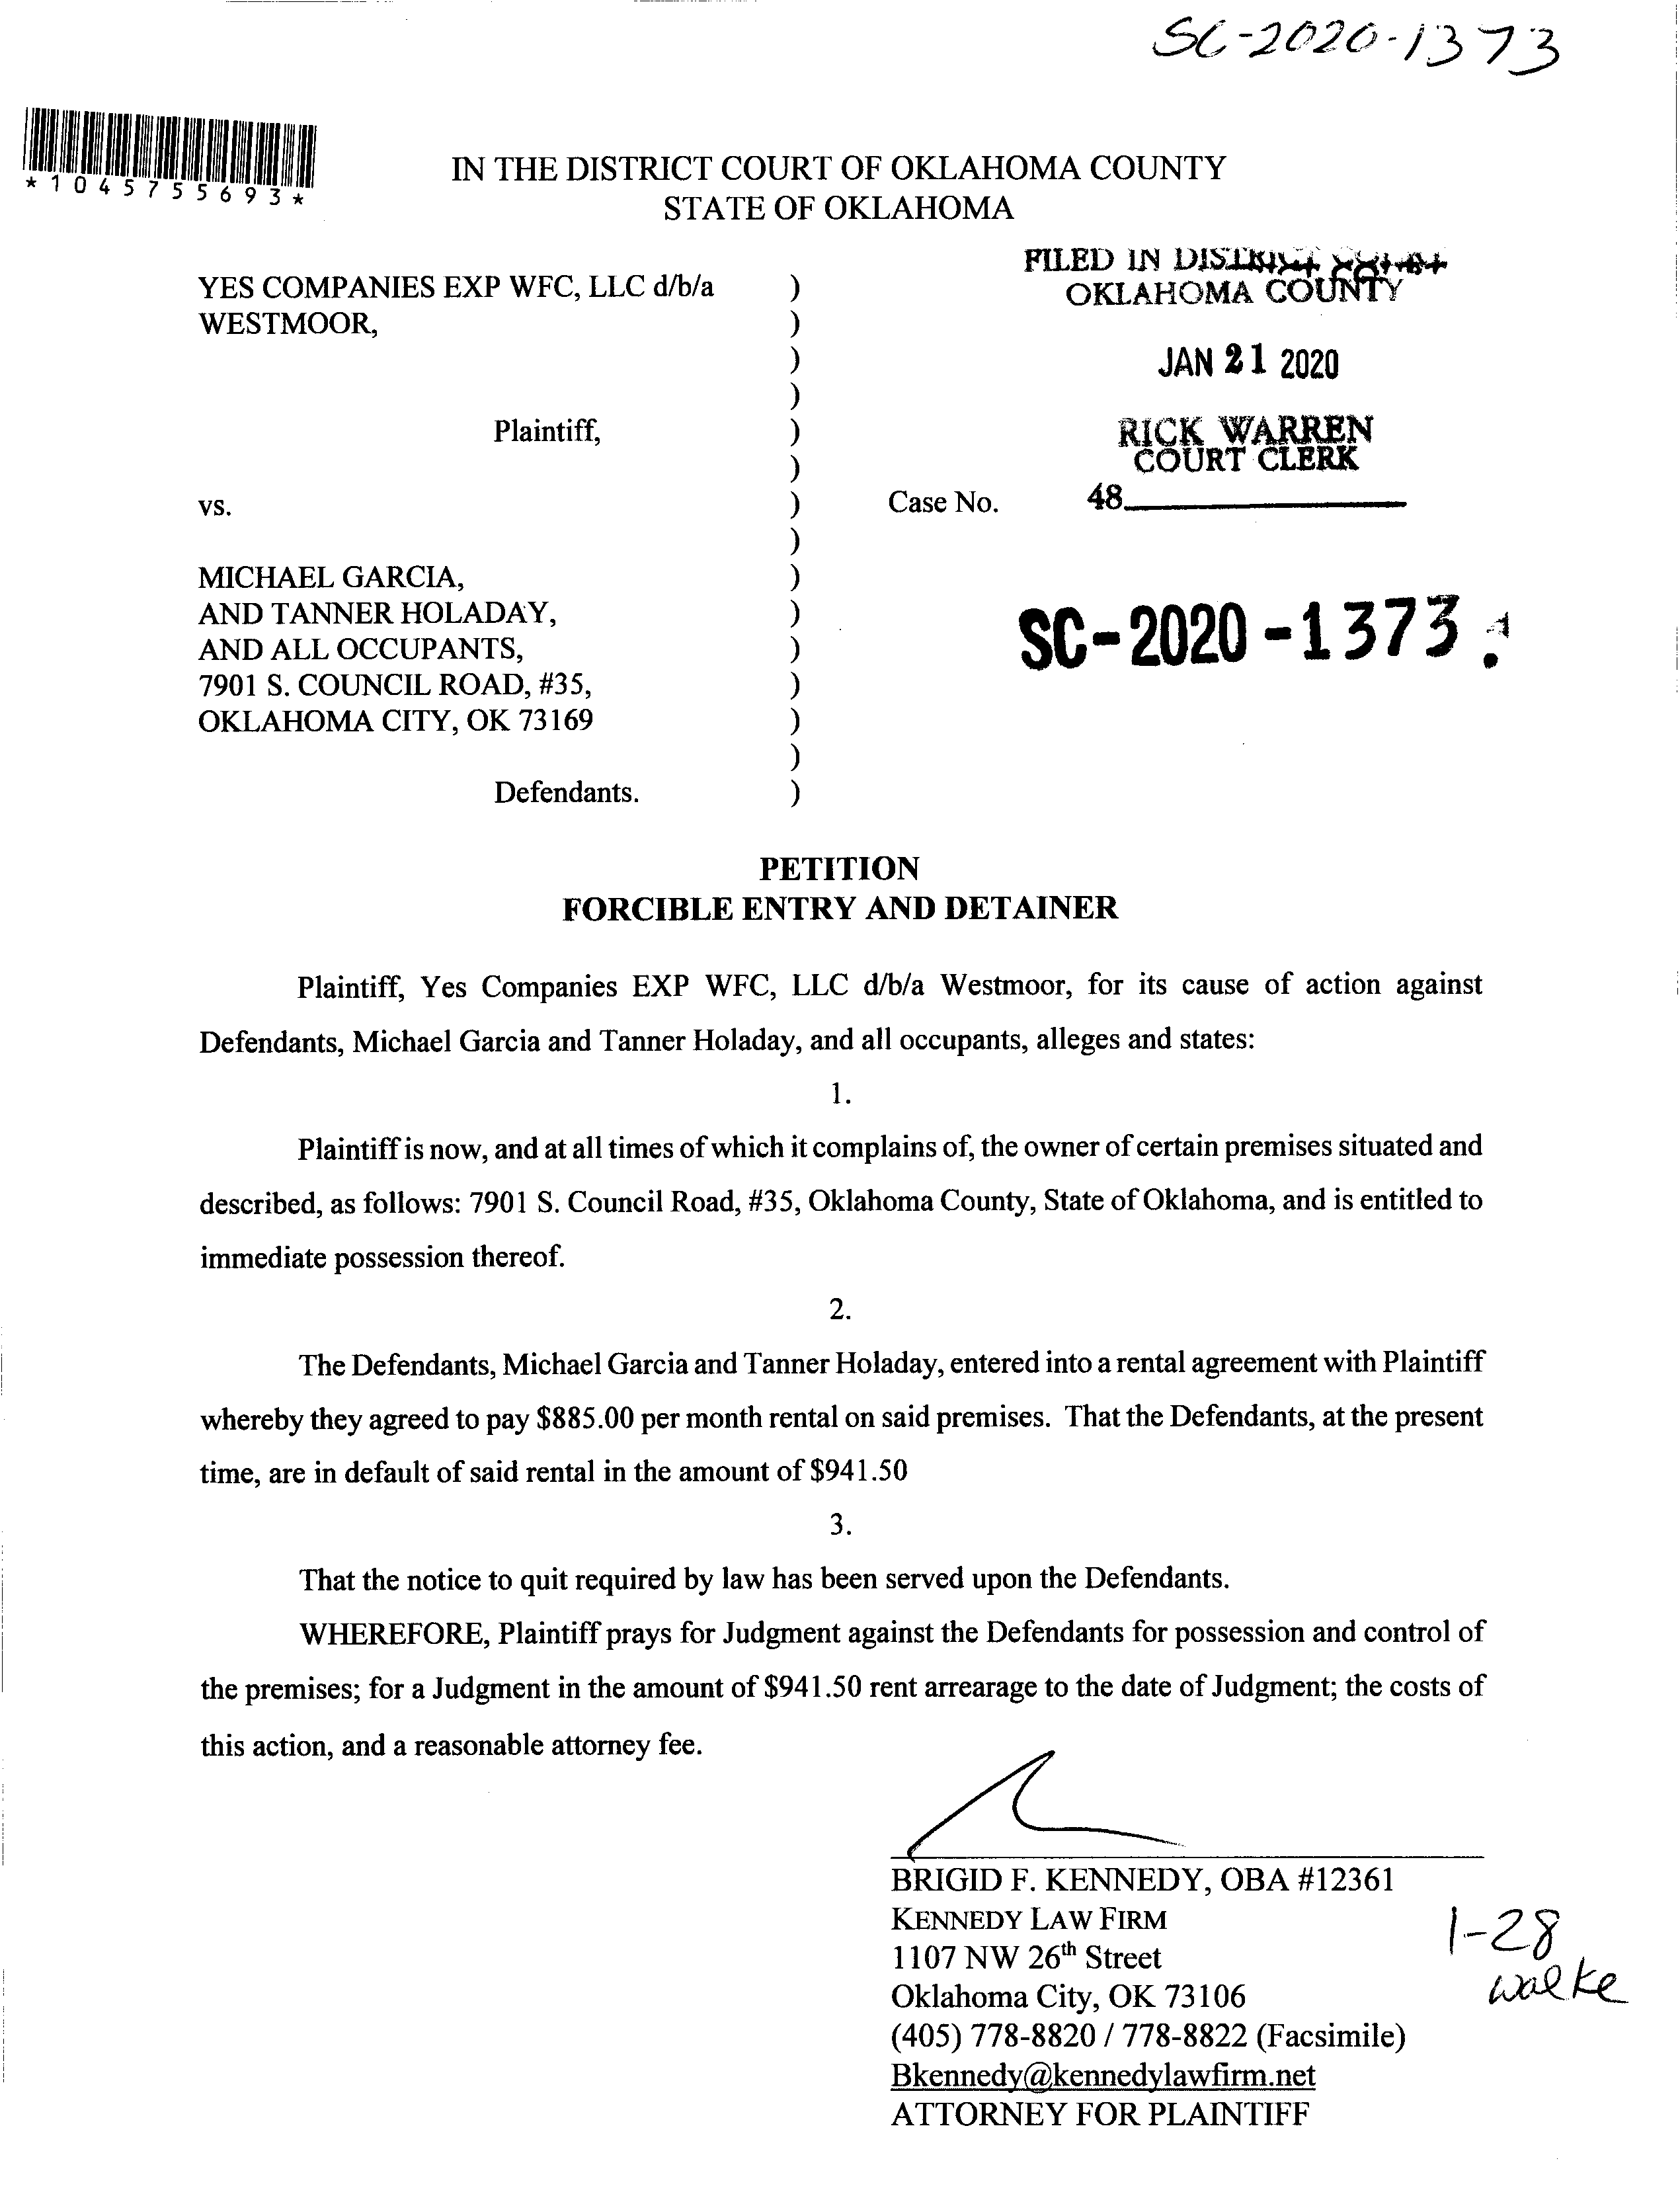 SC-2020-1373
*1045755693*
IN THE DISTRICT COURT OF OKLAHOMA COUNTY
STATE OF OKLAHOMA
FILED IN DISTRICT COURT
OKLAHOMA COUNTY
JAN 21 2020
RICK WARREN
COURT CLERK
48
YES COMPANIES EXP WFC, LLC d/b/a )
WESTMOOR, )
)
)
Plaintiff, )
)
vs. ) Case No.
)
MICHAEL GARCIA, )
AND TANNER HOLADAY, )
AND ALL OCCUPANTS, ) SC-2020-1373
7901 S. COUNCIL ROAD, #35, )
OKLAHOMA CITY, OK 73169 )
)
Defendants. )
PETITION
FORCIBLE ENTRY AND DETAINER
Plaintiff, Yes Companies EXP WFC, LLC d/b/a Westmoor, for its cause of action against
Defendants, Michael Garcia and Tanner Holaday, and all occupants, alleges and states:
1.
Plaintiff is now, and at all times of which it complains of, the owner of certain premises situated and
described, as follows: 7901 S. Council Road, #35, Oklahoma County, State of Oklahoma, and is entitled to
immediate possession thereof.
2.
The Defendants, Michael Garcia and Tanner Holaday, entered into a rental agreement with Plaintiff
whereby they agreed to pay $885.00 per month rental on said premises. That the Defendants, at the present
time, are in default of said rental in the amount of $941.50
3.
That the notice to quit required by law has been served upon the Defendants.
WHEREFORE, Plaintiff prays for Judgment against the Defendants for possession and control of
the premises; for a Judgment in the amount of $941.50 rent arrearage to the date of Judgment; the costs of
this action, and a reasonable attorney fee.
BRIGID F. KENNEDY, OBA #12361
KENNEDY LAW FIRM
1107 NW 26th Street
Oklahoma City, OK 73106
(405) 778-8820 / 778-8822 (Facsimile)
Bkennedy@kennedylawfirm.net
ATTORNEY FOR PLAINTIFF
1-28
walke